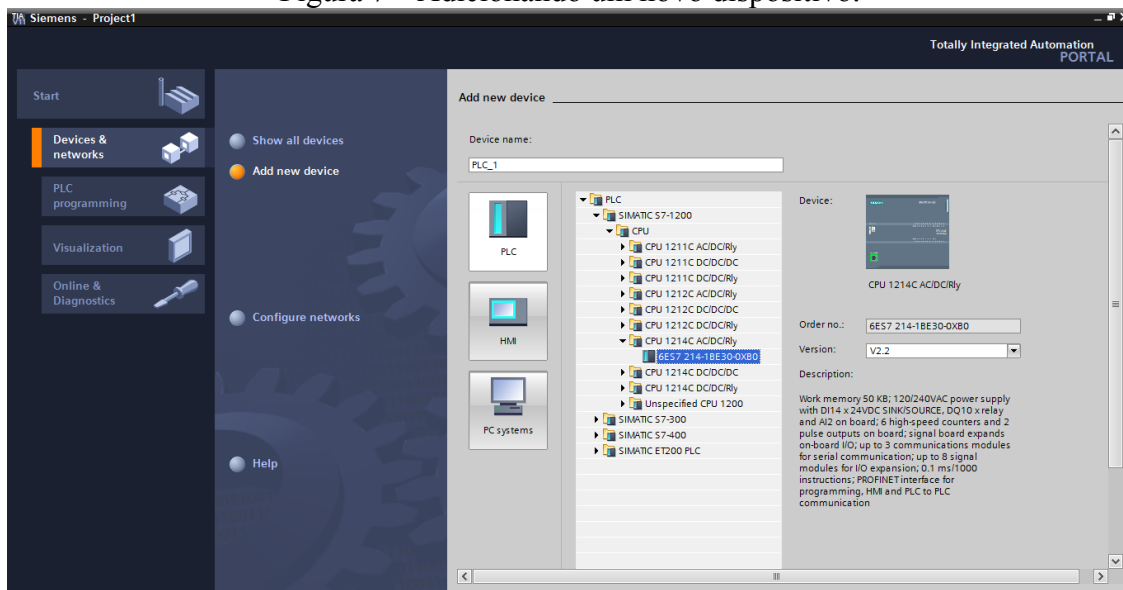 Figura 7 – Adicionando um novo dispositivo.
Siemens - Project1
Totally Integrated Automation
PORTAL
Start
Devices &
networks
PLC
programming
Visualization
Online &
Diagnostics
Show all devices
Add new device
Configure networks
Help
Add new device
Device name:
PLC_1
PLC
HMI
PC systems
PLC
SIMATIC S7-1200
CPU
CPU 1211C AC/DC/Rly
CPU 1211C DC/DC/DC
CPU 1211C DC/DC/Rly
CPU 1212C AC/DC/Rly
CPU 1212C DC/DC/DC
CPU 1212C DC/DC/Rly
CPU 1214C AC/DC/Rly
6ES7 214-1BE30-0XB0
CPU 1214C DC/DC/DC
CPU 1214C DC/DC/Rly
Unspecified CPU 1200
SIMATIC S7-300
SIMATIC S7-400
SIMATIC ET200 PLC
Device:
CPU 1214C AC/DC/Rly
Order no.:
6ES7 214-1BE30-0XB0
Version:
V2.2
Description:
Work memory 50 KB; 120/240VAC power supply
with DI14 x 24VDC SINK/SOURCE, DQ10 x relay
and AI2 on board; 6 high-speed counters and 2
pulse outputs on board; signal board expands
on-board I/O; up to 3 communications modules
for serial communication; up to 8 signal
modules for I/O expansion; 0.1 ms/1000
instructions; PROFINET interface for
programming, HMI and PLC to PLC
communication